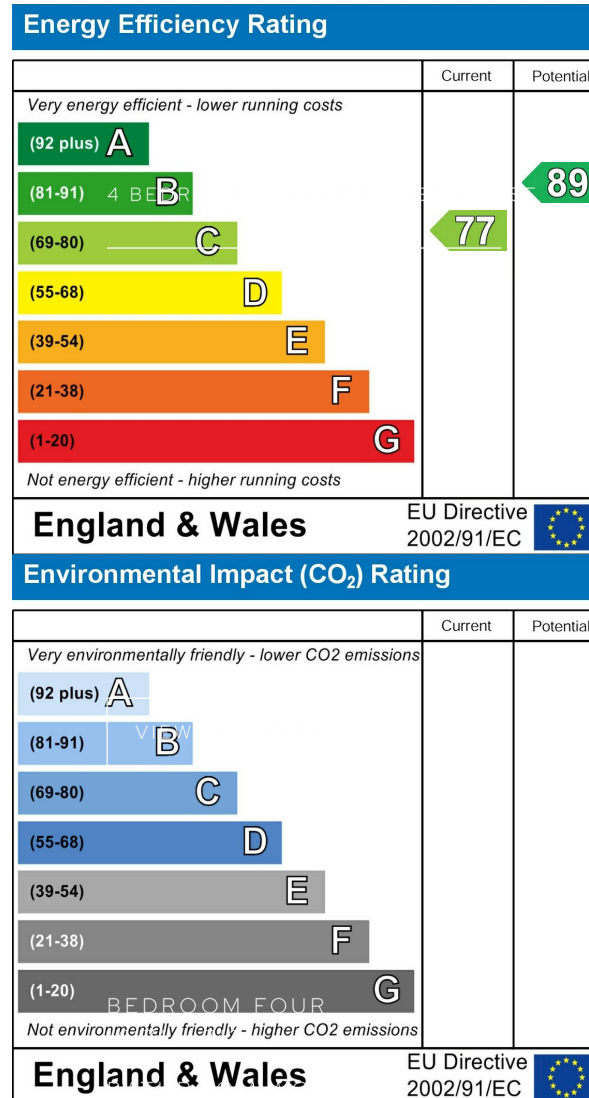 Energy Efficiency Rating
Current Potential
Very energy efficient - lower running costs
(92 plus) A
(81-91) B
4 BEDR
(69-80) C
(55-68) D
(39-54) E
(21-38) F
(1-20) G
77
89
Not energy efficient - higher running costs
England & Wales
EU Directive
2002/91/EC
Environmental Impact (CO₂) Rating
Current Potential
Very environmentally friendly - lower CO2 emissions
(92 plus) A
(81-91) B
(69-80) C
(55-68) D
(39-54) E
(21-38) F
(1-20) G
BEDROOM FOUR
Not environmentally friendly - higher CO2 emissions
England & Wales
EU Directive
2002/91/EC